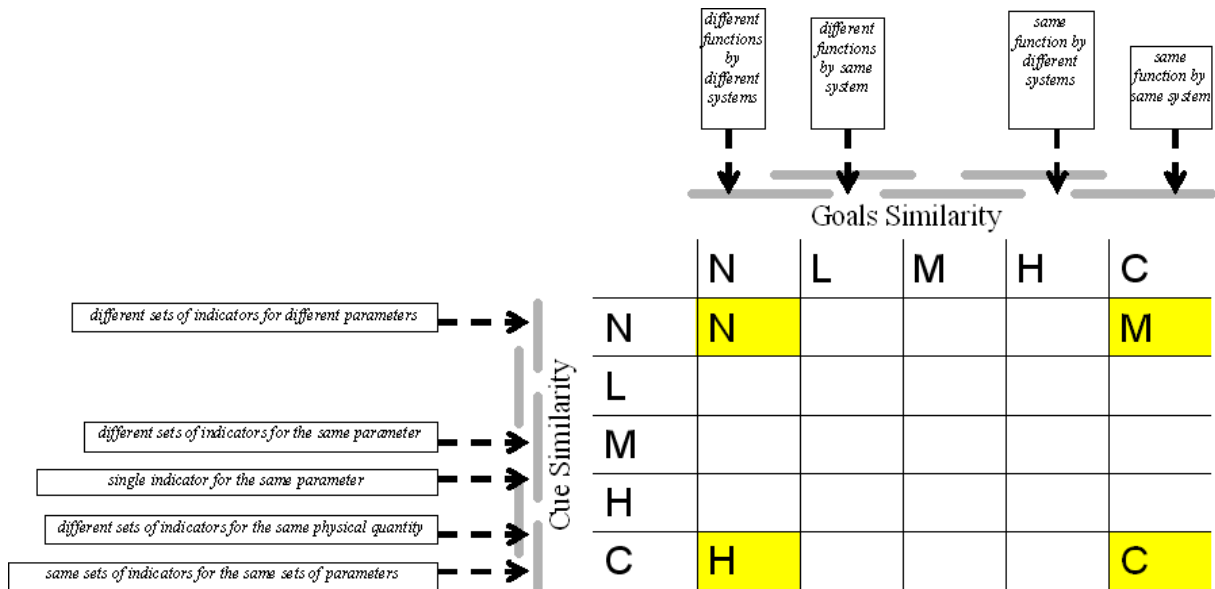 different
functions
by
different
systems
different
functions
by same
system
same
function by
different
systems
same
function by
same system
Goals Similarity
N L M H C
different sets of indicators for different parameters
N N M
L
different sets of indicators for the same parameter
M
single indicator for the same parameter
H
different sets of indicators for the same physical quantity
C H C
same sets of indicators for the same sets of parameters
Cue Similarity